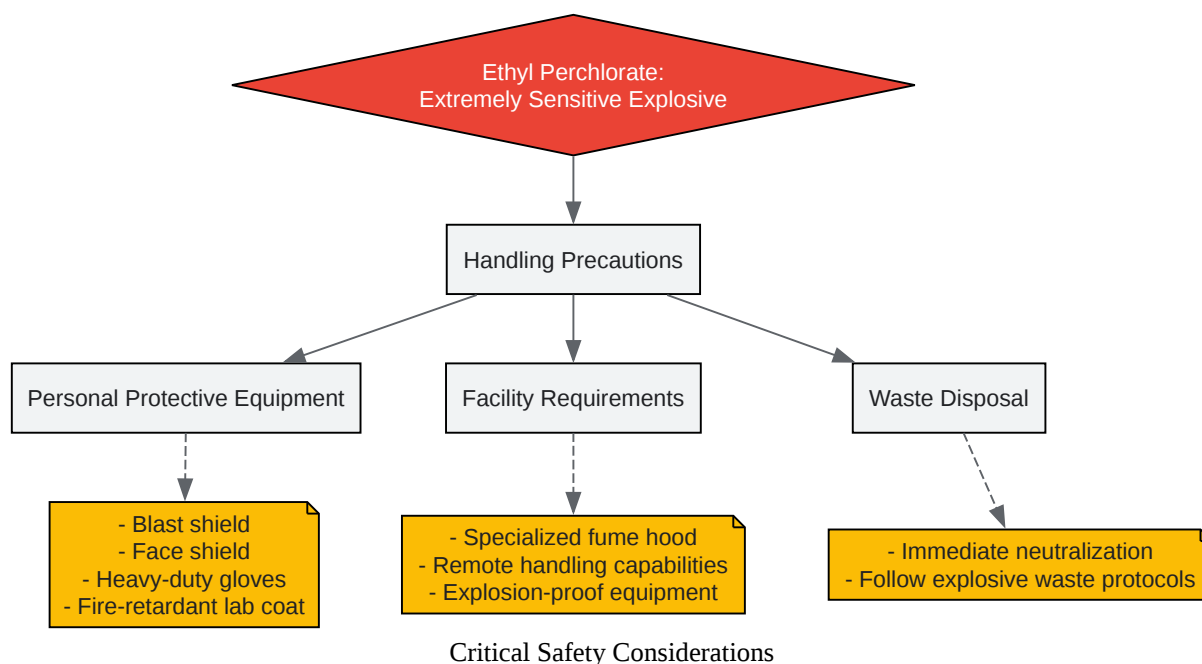 Ethyl Perchlorate:
Extremely Sensitive Explosive
Handling Precautions
Personal Protective Equipment
Facility Requirements
Waste Disposal
- Blast shield
- Face shield
- Heavy-duty gloves
- Fire-retardant lab coat
- Specialized fume hood
- Remote handling capabilities
- Explosion-proof equipment
- Immediate neutralization
- Follow explosive waste protocols
Critical Safety Considerations